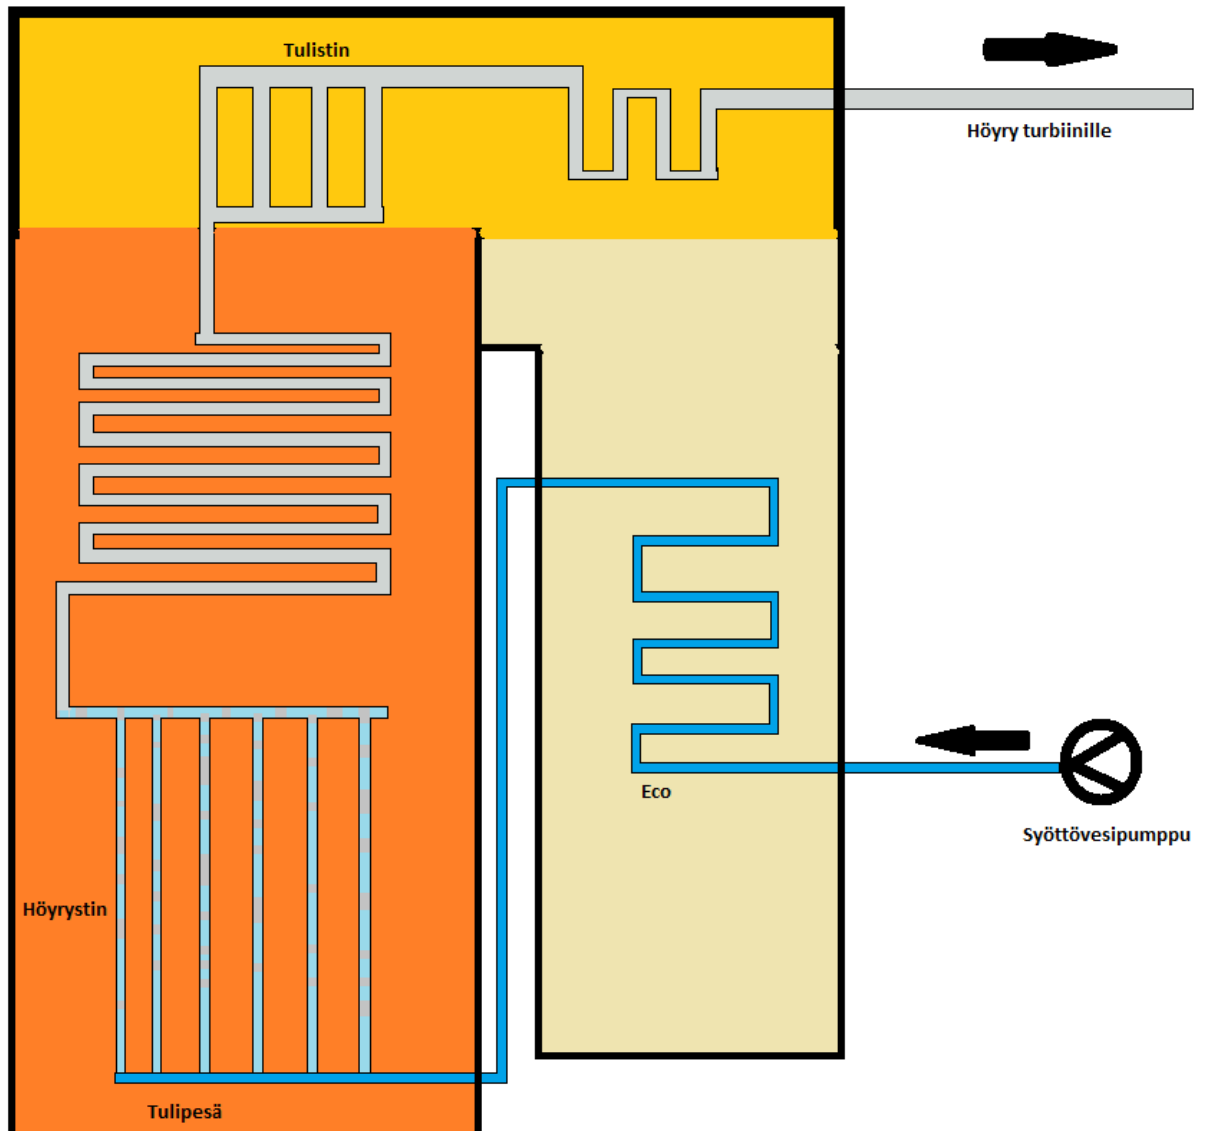 Tulistin
Höyry turbiinille
Eco
Syöttövesipumppu
Höyrystin
Tulipesä